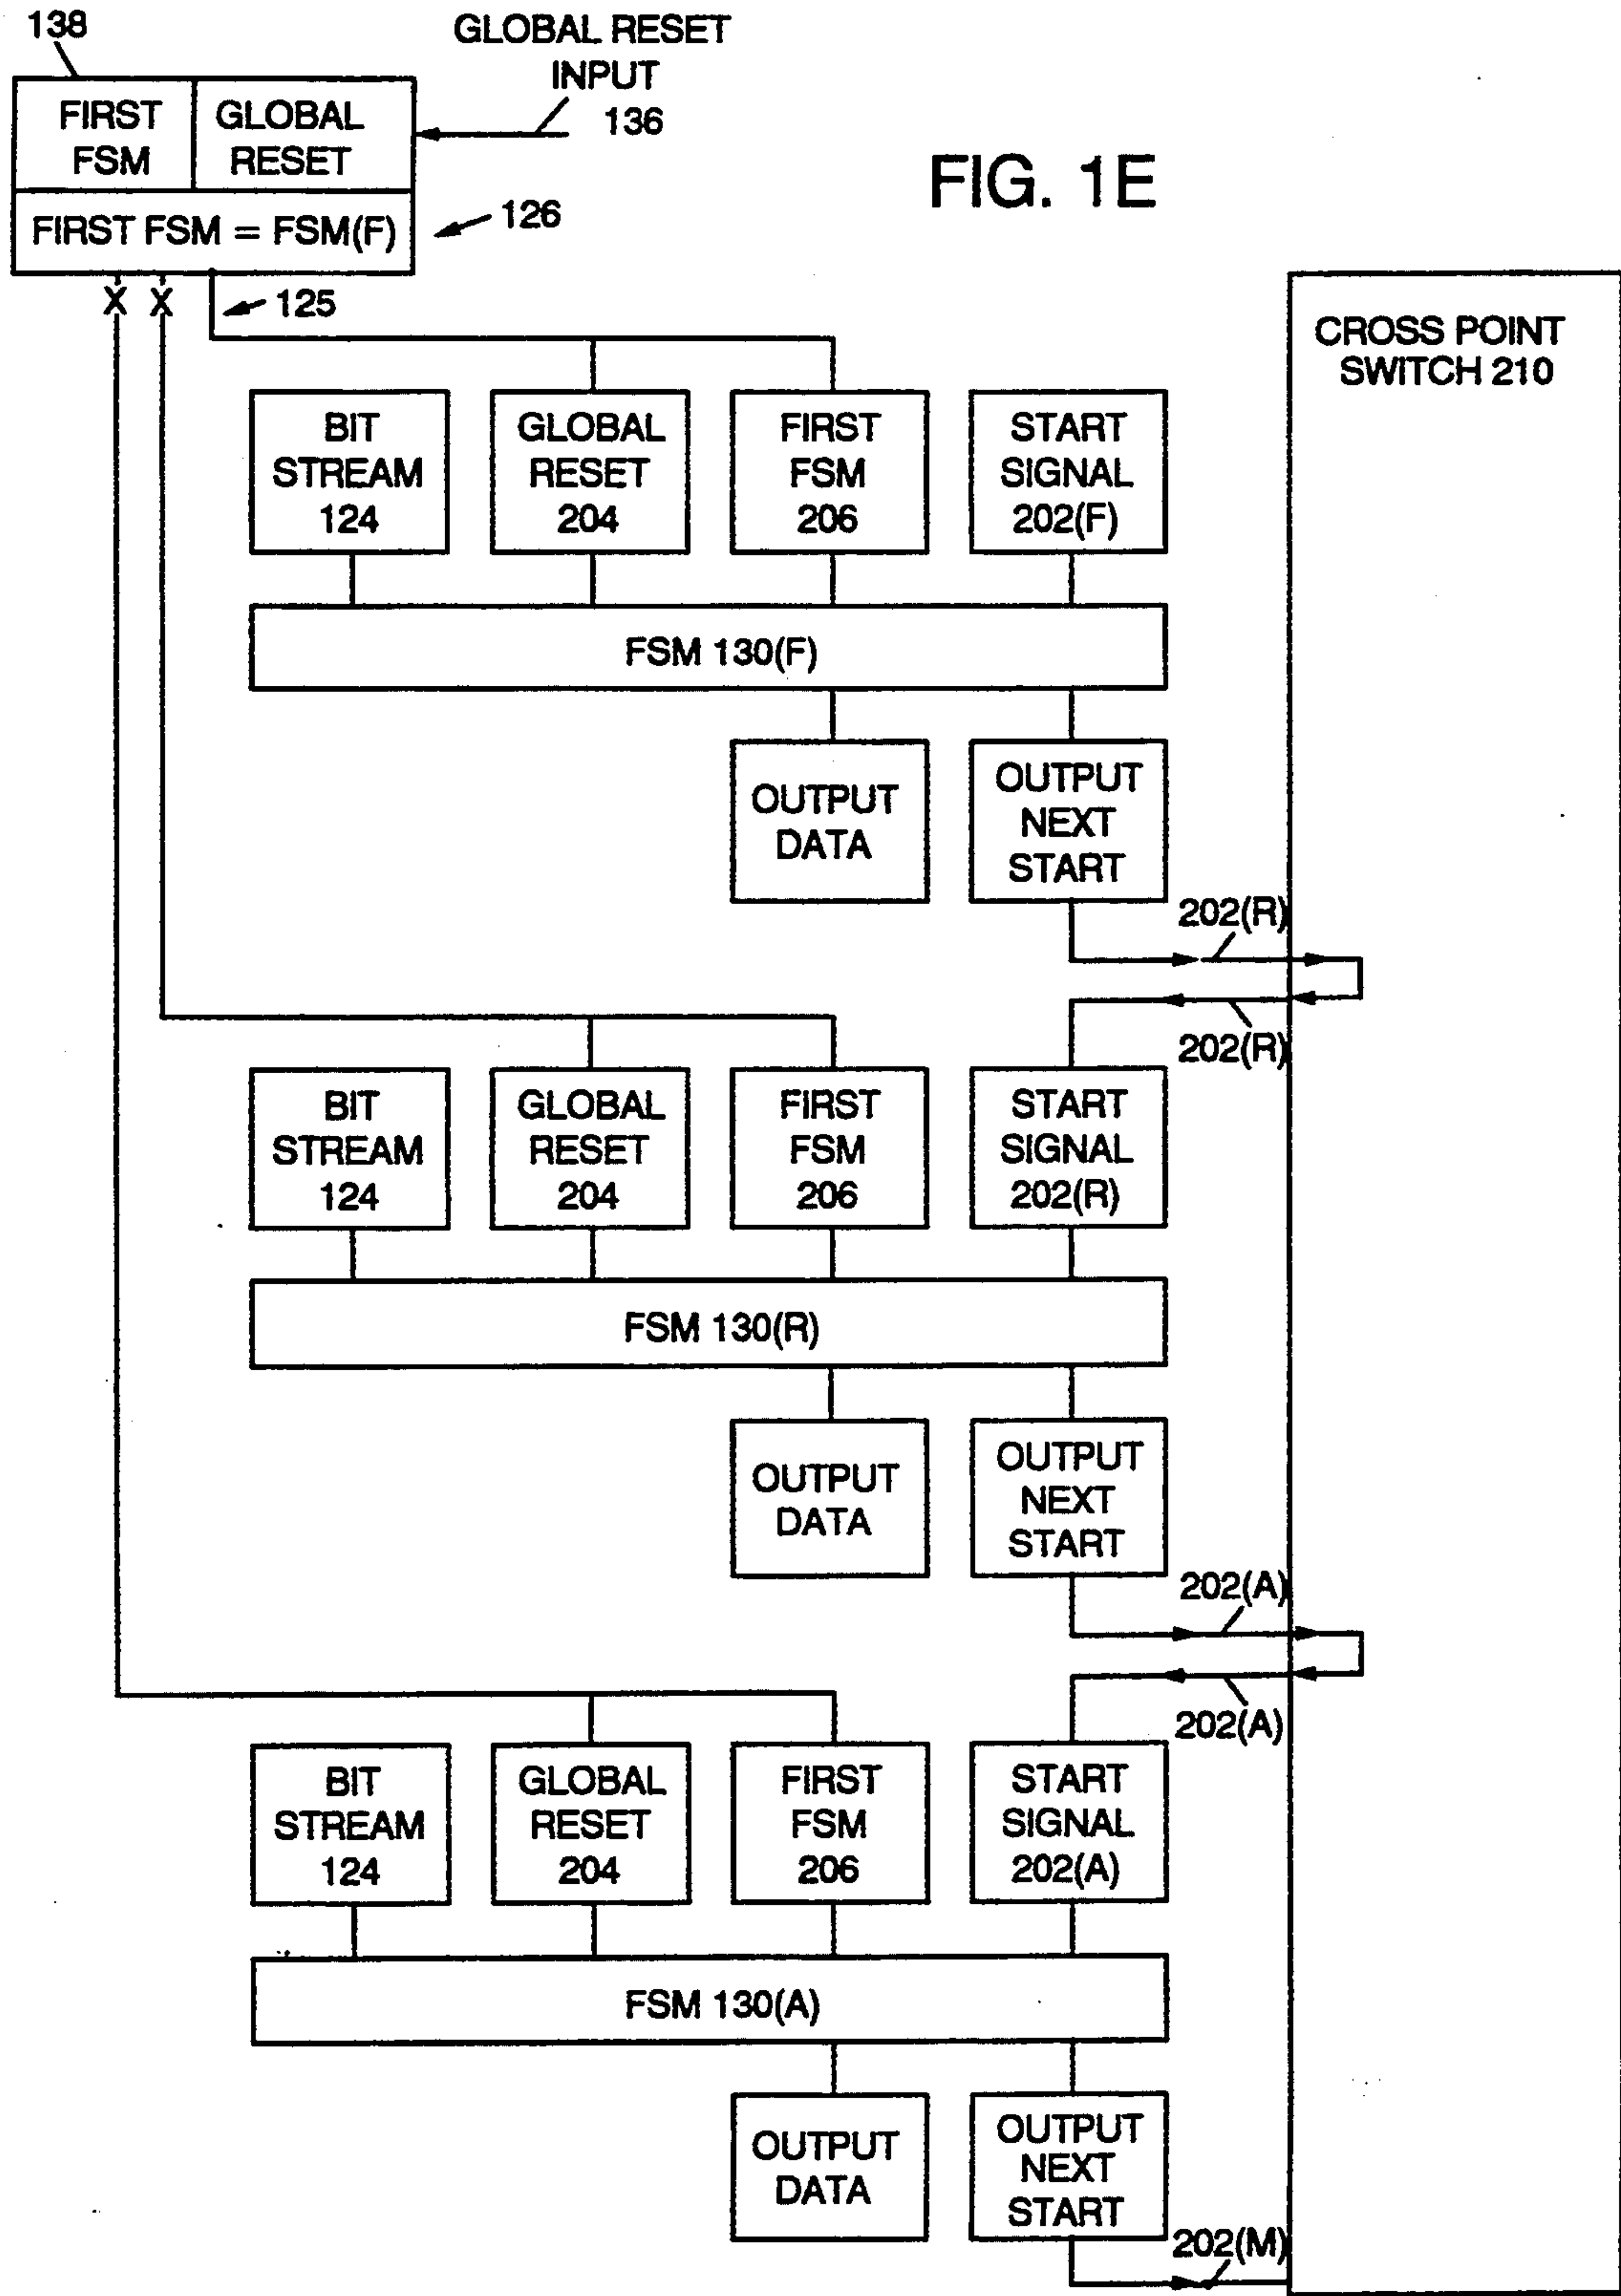 138
GLOBAL RESET
INPUT
136
FIRST
FSM
GLOBAL
RESET
FIRST FSM = FSM(F)
126
FIG. 1E
X X
125
CROSS POINT
SWITCH 210
BIT
STREAM
124
GLOBAL
RESET
204
FIRST
FSM
206
START
SIGNAL
202(F)
FSM 130(F)
OUTPUT
DATA
OUTPUT
NEXT
START
202(R)
202(R)
BIT
STREAM
124
GLOBAL
RESET
204
FIRST
FSM
206
START
SIGNAL
202(R)
FSM 130(R)
OUTPUT
DATA
OUTPUT
NEXT
START
202(A)
202(A)
BIT
STREAM
124
GLOBAL
RESET
204
FIRST
FSM
206
START
SIGNAL
202(A)
FSM 130(A)
OUTPUT
DATA
OUTPUT
NEXT
START
202(M)